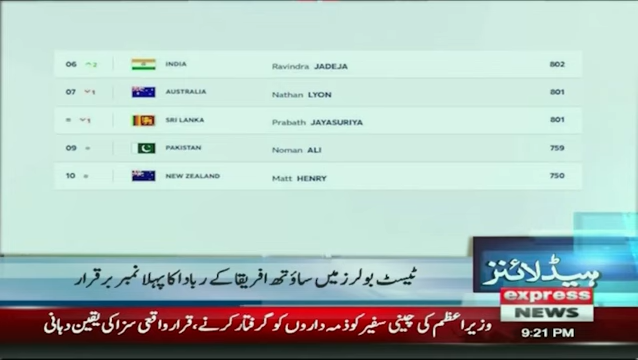 06 2 INDIA Ravindra JADEJA 802
07 1 AUSTRALIA Nathan LYON 801
1 SRI LANKA Prabath JAYASURIYA 801
09 PAKISTAN Noman ALI 759
10 NEW ZEALAND Matt HENRY 750
ہیڈلائنز
ٹیسٹ بولرز میں ساؤتھ افریقا کے ربادا کا پہلا نمبر برقرار
express
NEWS
وزیراعظم کی چینی سفیر کو ذمہ داروں کو گرفتار کرنے، قرار واقعی سزا کی یقین دہانی
9:21 PM